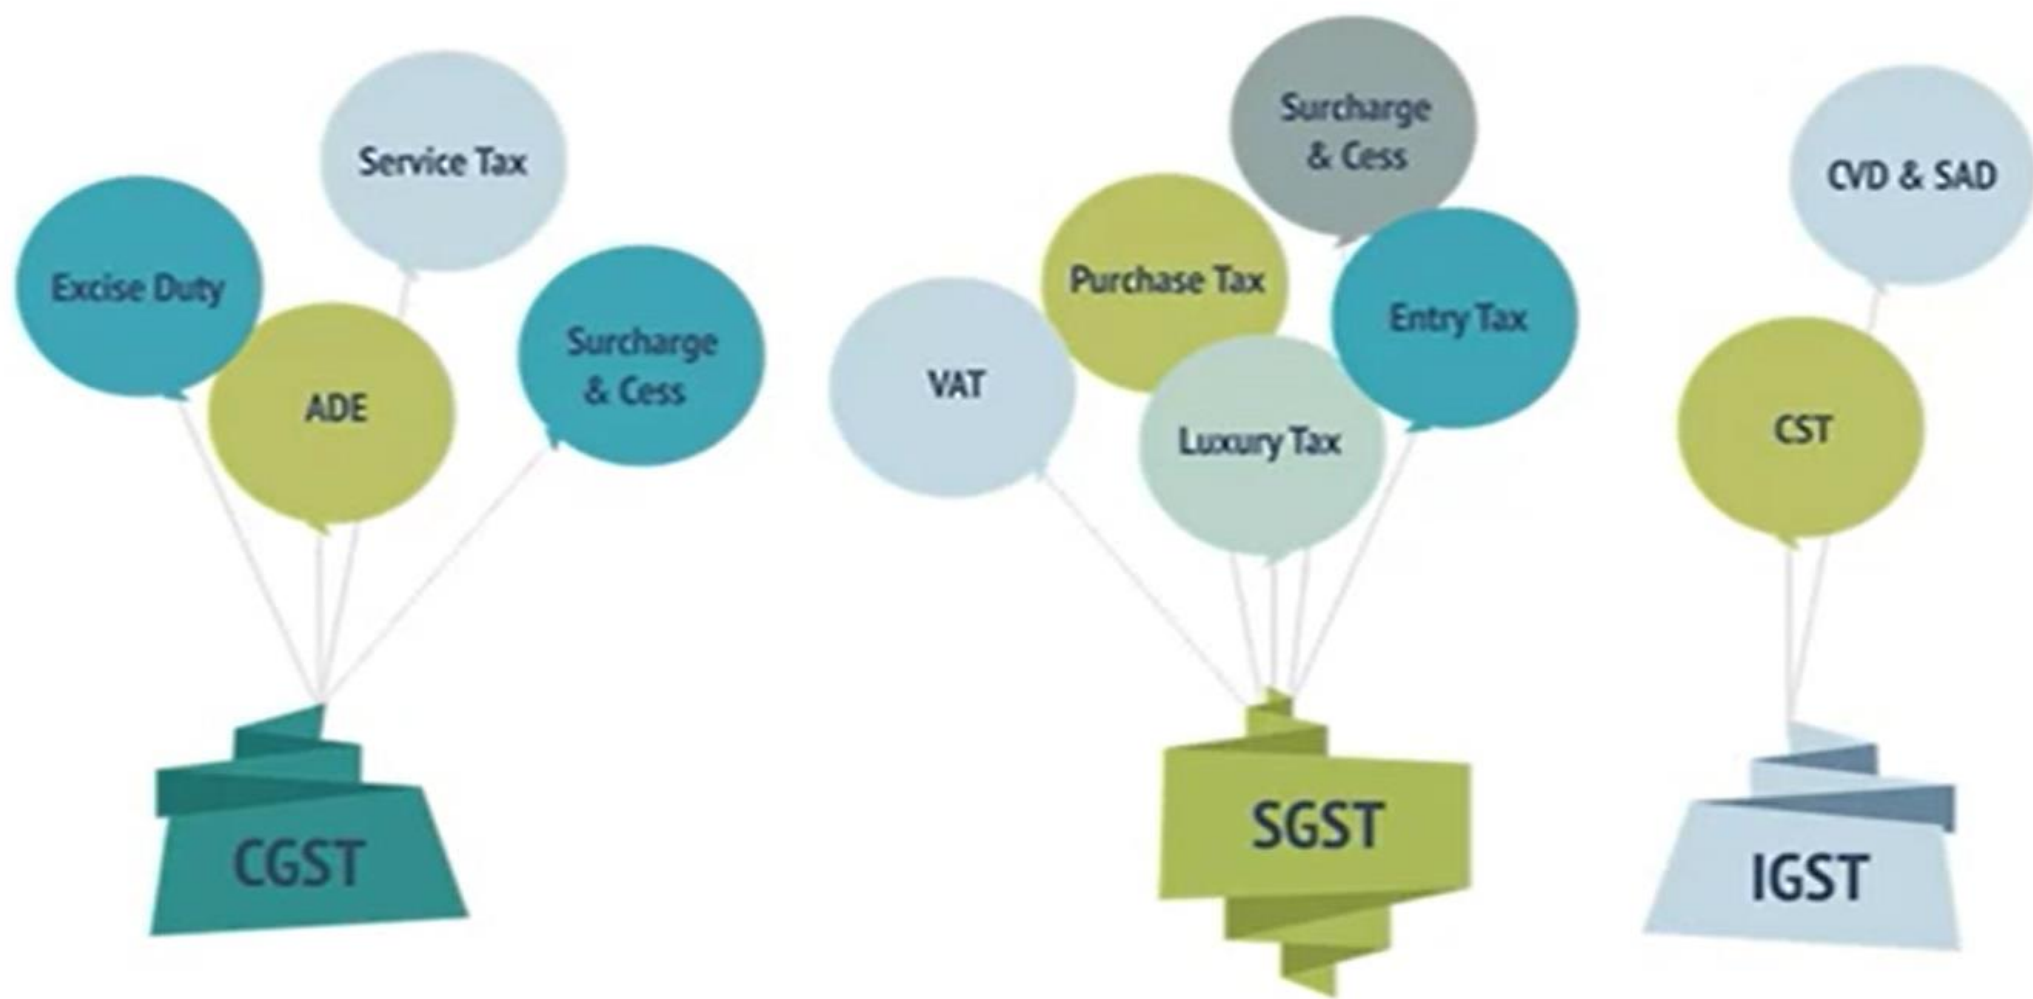 Service Tax
Excise Duty
ADE
Surcharge
& Cess
CGST
Surcharge
& Cess
Purchase Tax
Entry Tax
VAT
Luxury Tax
SGST
CVD & SAD
CST
IGST